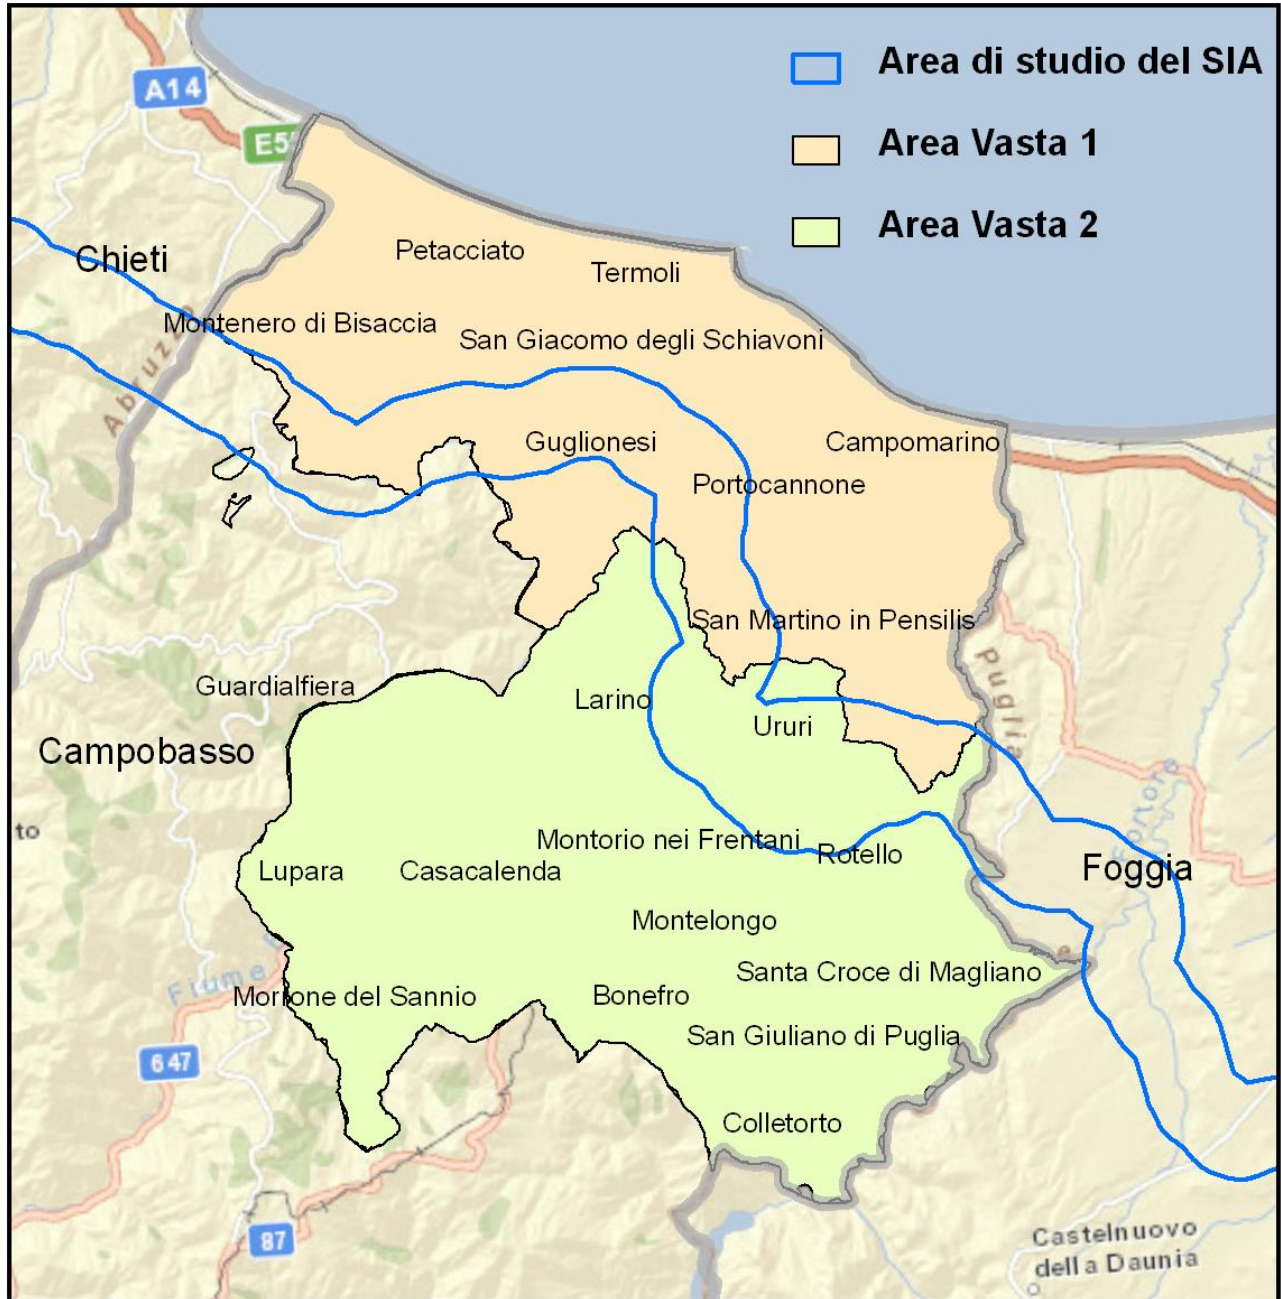 Area di studio del SIA
A14
Area Vasta 1
E55
Area Vasta 2
Petacciato
Chieti
Termoli
Montenero di Bisaccia
San Giacomo degli Schiavoni
Abruzzo
Guglionesi
Campomarino
Portocannone
San Martino in Pensilis
Puglia
Guardialfiera
Larino
Ururi
Campobasso
Fortore
to
Montorio nei Frentani
Rotello
Foggia
Lupara
Casacalenda
Montelongo
Fiume
Santa Croce di Magliano
Morrone del Sannio
Bonefro
San Giuliano di Puglia
647
Colletorto
87
Castelnuovo
della Daunia